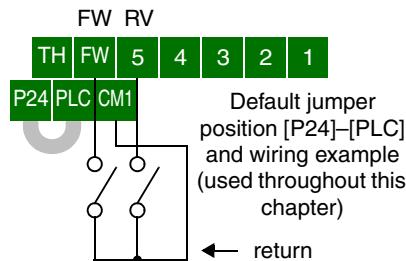 FW RV
TH FW 5 4 3 2 1
P24 PLC CM1
Default jumper
position [P24]–[PLC]
and wiring example
(used throughout this
chapter)
return